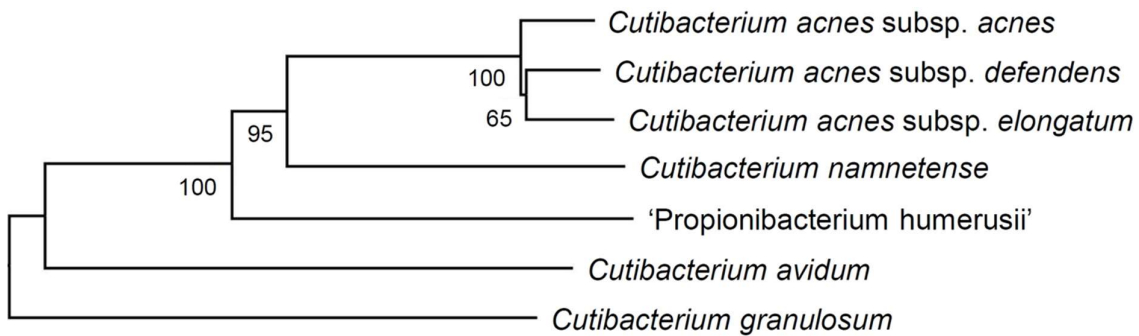 Cutibacterium acnes subsp. acnes
100
Cutibacterium acnes subsp. defendens
65
Cutibacterium acnes subsp. elongatum
95
Cutibacterium namnetense
100
‘Propionibacterium humerusii’
Cutibacterium avidum
Cutibacterium granulosum